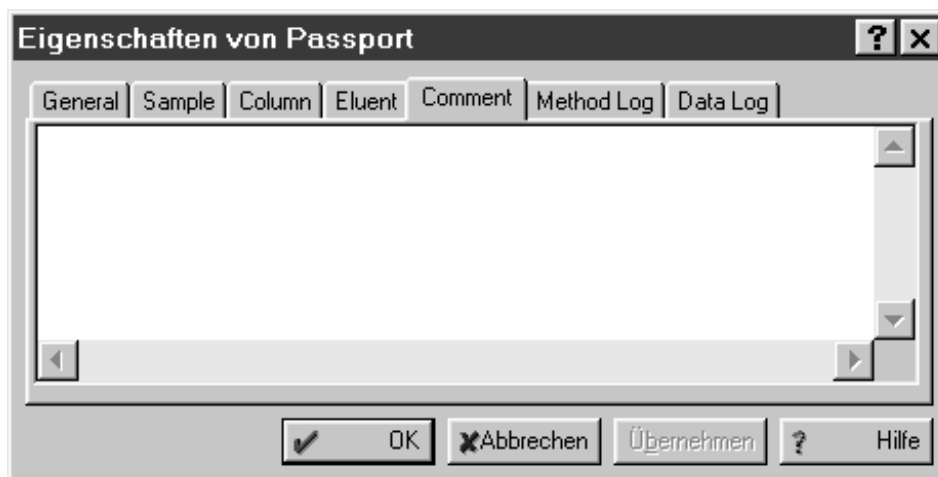 Eigenschaften von Passport
General Sample Column Eluent Comment Method Log Data Log
OK Abbrechen Übernehmen Hilfe